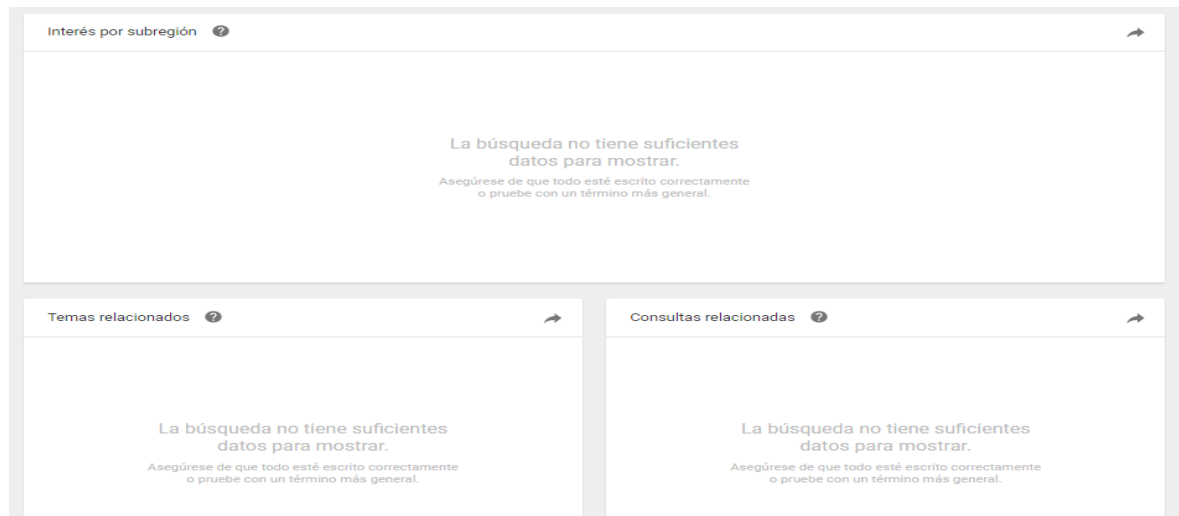 Interés por subregión
La búsqueda no tiene suficientes
datos para mostrar.
Asegúrese de que todo esté escrito correctamente
o pruebe con un término más general.
Temas relacionados
La búsqueda no tiene suficientes
datos para mostrar.
Asegúrese de que todo esté escrito correctamente
o pruebe con un término más general.
Consultas relacionadas
La búsqueda no tiene suficientes
datos para mostrar.
Asegúrese de que todo esté escrito correctamente
o pruebe con un término más general.